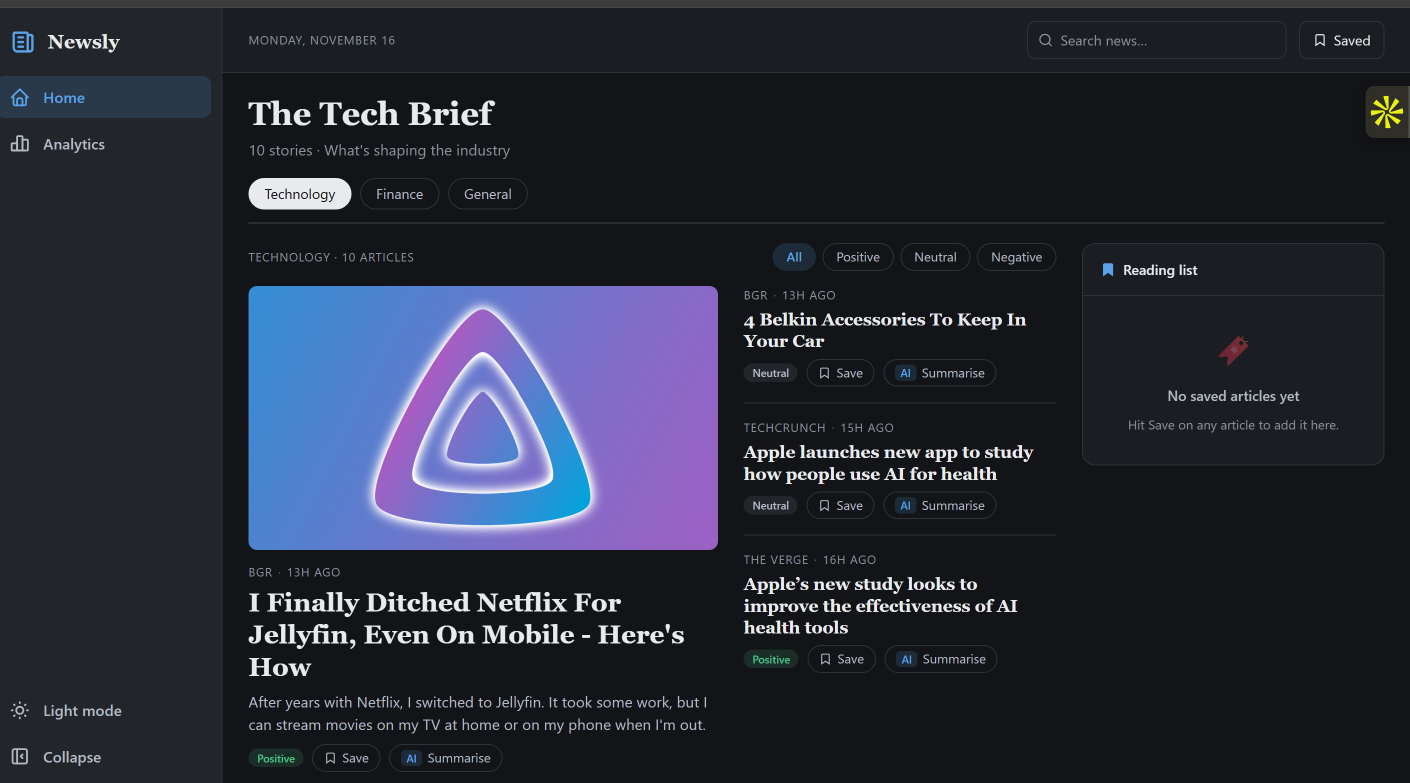 Newsly
Home
Analytics
Light mode
Collapse
MONDAY, NOVEMBER 16
Search news...
Saved
The Tech Brief
10 stories · What's shaping the industry
Technology
Finance
General
TECHNOLOGY · 10 ARTICLES
All
Positive
Neutral
Negative
BGR · 13H AGO
I Finally Ditched Netflix For
Jellyfin, Even On Mobile - Here's
How
After years with Netflix, I switched to Jellyfin. It took some work, but I
can stream movies on my TV at home or on my phone when I'm out.
Positive
Save
AI Summarise
BGR · 13H AGO
4 Belkin Accessories To Keep In
Your Car
Neutral
Save
AI Summarise
TECHCRUNCH · 15H AGO
Apple launches new app to study
how people use AI for health
Neutral
Save
AI Summarise
THE VERGE · 16H AGO
Apple’s new study looks to
improve the effectiveness of AI
health tools
Positive
Save
AI Summarise
Reading list
No saved articles yet
Hit Save on any article to add it here.